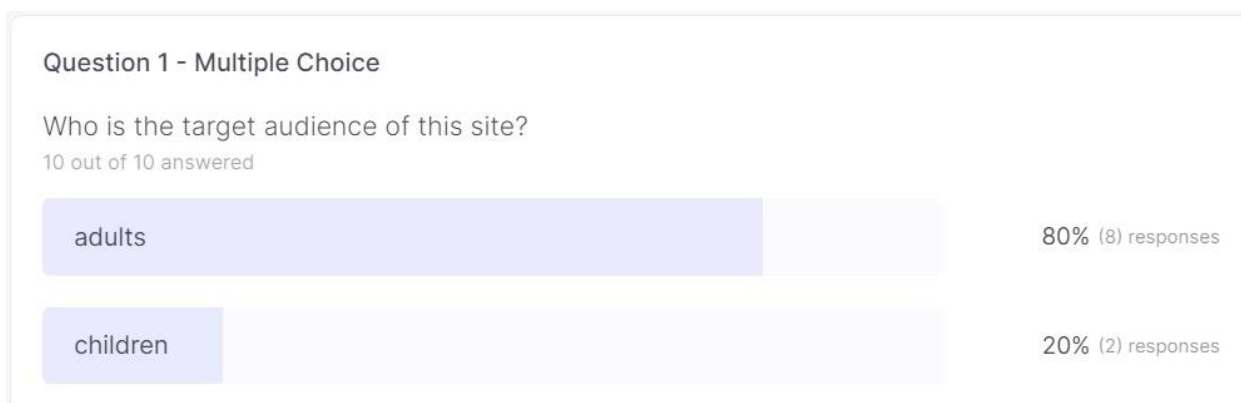 Question 1 - Multiple Choice
Who is the target audience of this site?
10 out of 10 answered
adults
80% (8) responses
children
20% (2) responses